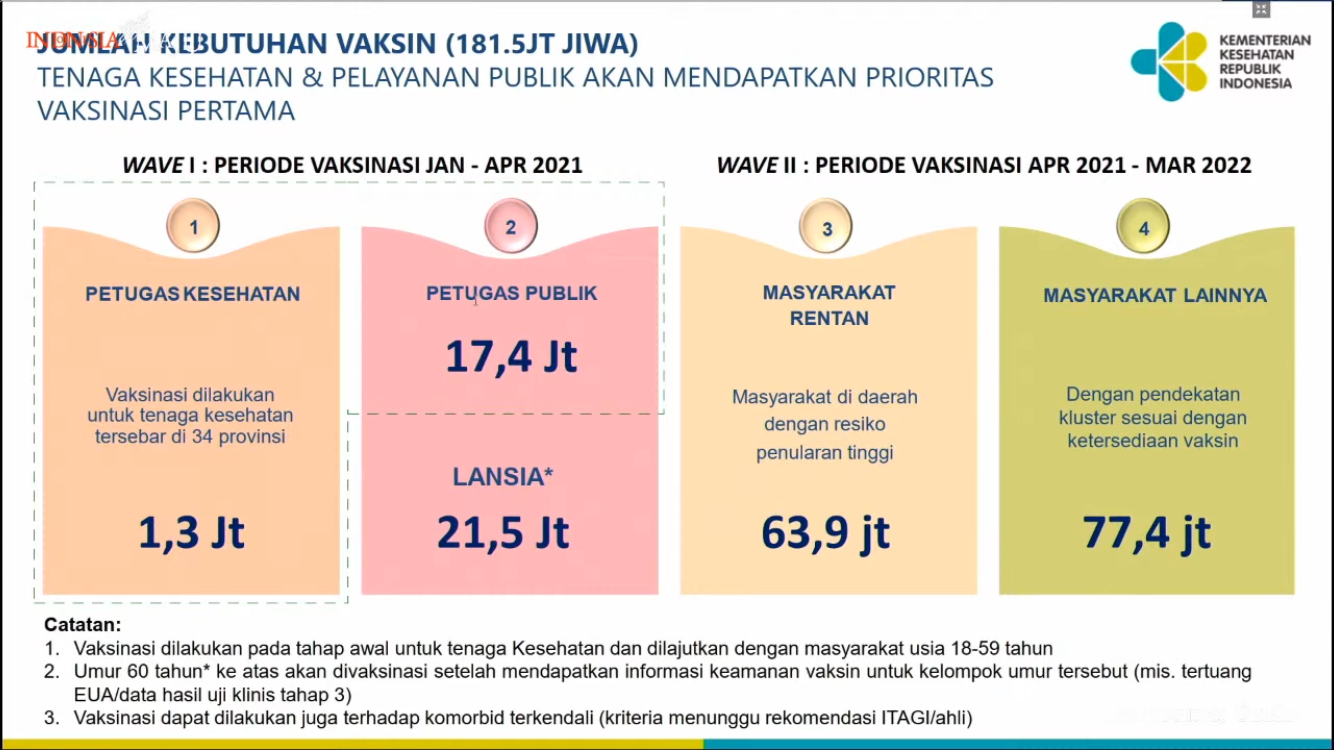 JUMLAH KEBUTUHAN VAKSIN (181.5JT JIWA)
TENAGA KESEHATAN & PELAYANAN PUBLIK AKAN MENDAPATKAN PRIORITAS
VAKSINASI PERTAMA
KEMENTERIAN
KESEHATAN
REPUBLIK
INDONESIA
WAVE I : PERIODE VAKSINASI JAN - APR 2021
WAVE II : PERIODE VAKSINASI APR 2021 - MAR 2022
1
PETUGAS KESEHATAN
Vaksinasi dilakukan
untuk tenaga kesehatan
tersebar di 34 provinsi
1,3 Jt
2
PETUGAS PUBLIK
17,4 Jt
LANSIA*
21,5 Jt
3
MASYARAKAT
RENTAN
Masyarakat di daerah
dengan resiko
penularan tinggi
63,9 jt
4
MASYARAKAT LAINNYA
Dengan pendekatan
kluster sesuai dengan
ketersediaan vaksin
77,4 jt
Catatan:
1. Vaksinasi dilakukan pada tahap awal untuk tenaga Kesehatan dan dilajutkan dengan masyarakat usia 18-59 tahun
2. Umur 60 tahun* ke atas akan divaksinasi setelah mendapatkan informasi keamanan vaksin untuk kelompok umur tersebut (mis. tertuang
EUA/data hasil uji klinis tahap 3)
3. Vaksinasi dapat dilakukan juga terhadap komorbid terkendali (kriteria menunggu rekomendasi ITAGI/ahli)